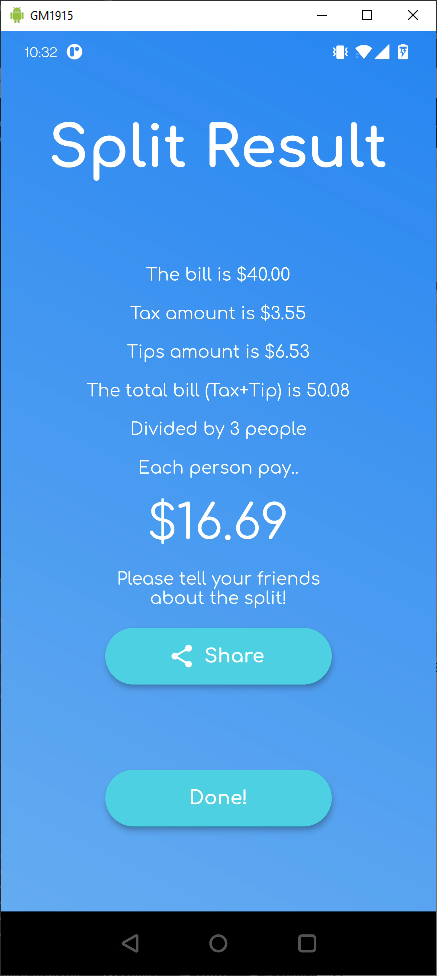 GM1915
10:32
Split Result
The bill is $40.00
Tax amount is $3.55
Tips amount is $6.53
The total bill (Tax+Tip) is 50.08
Divided by 3 people
Each person pay..
$16.69
Please tell your friends
about the split!
Share
Done!